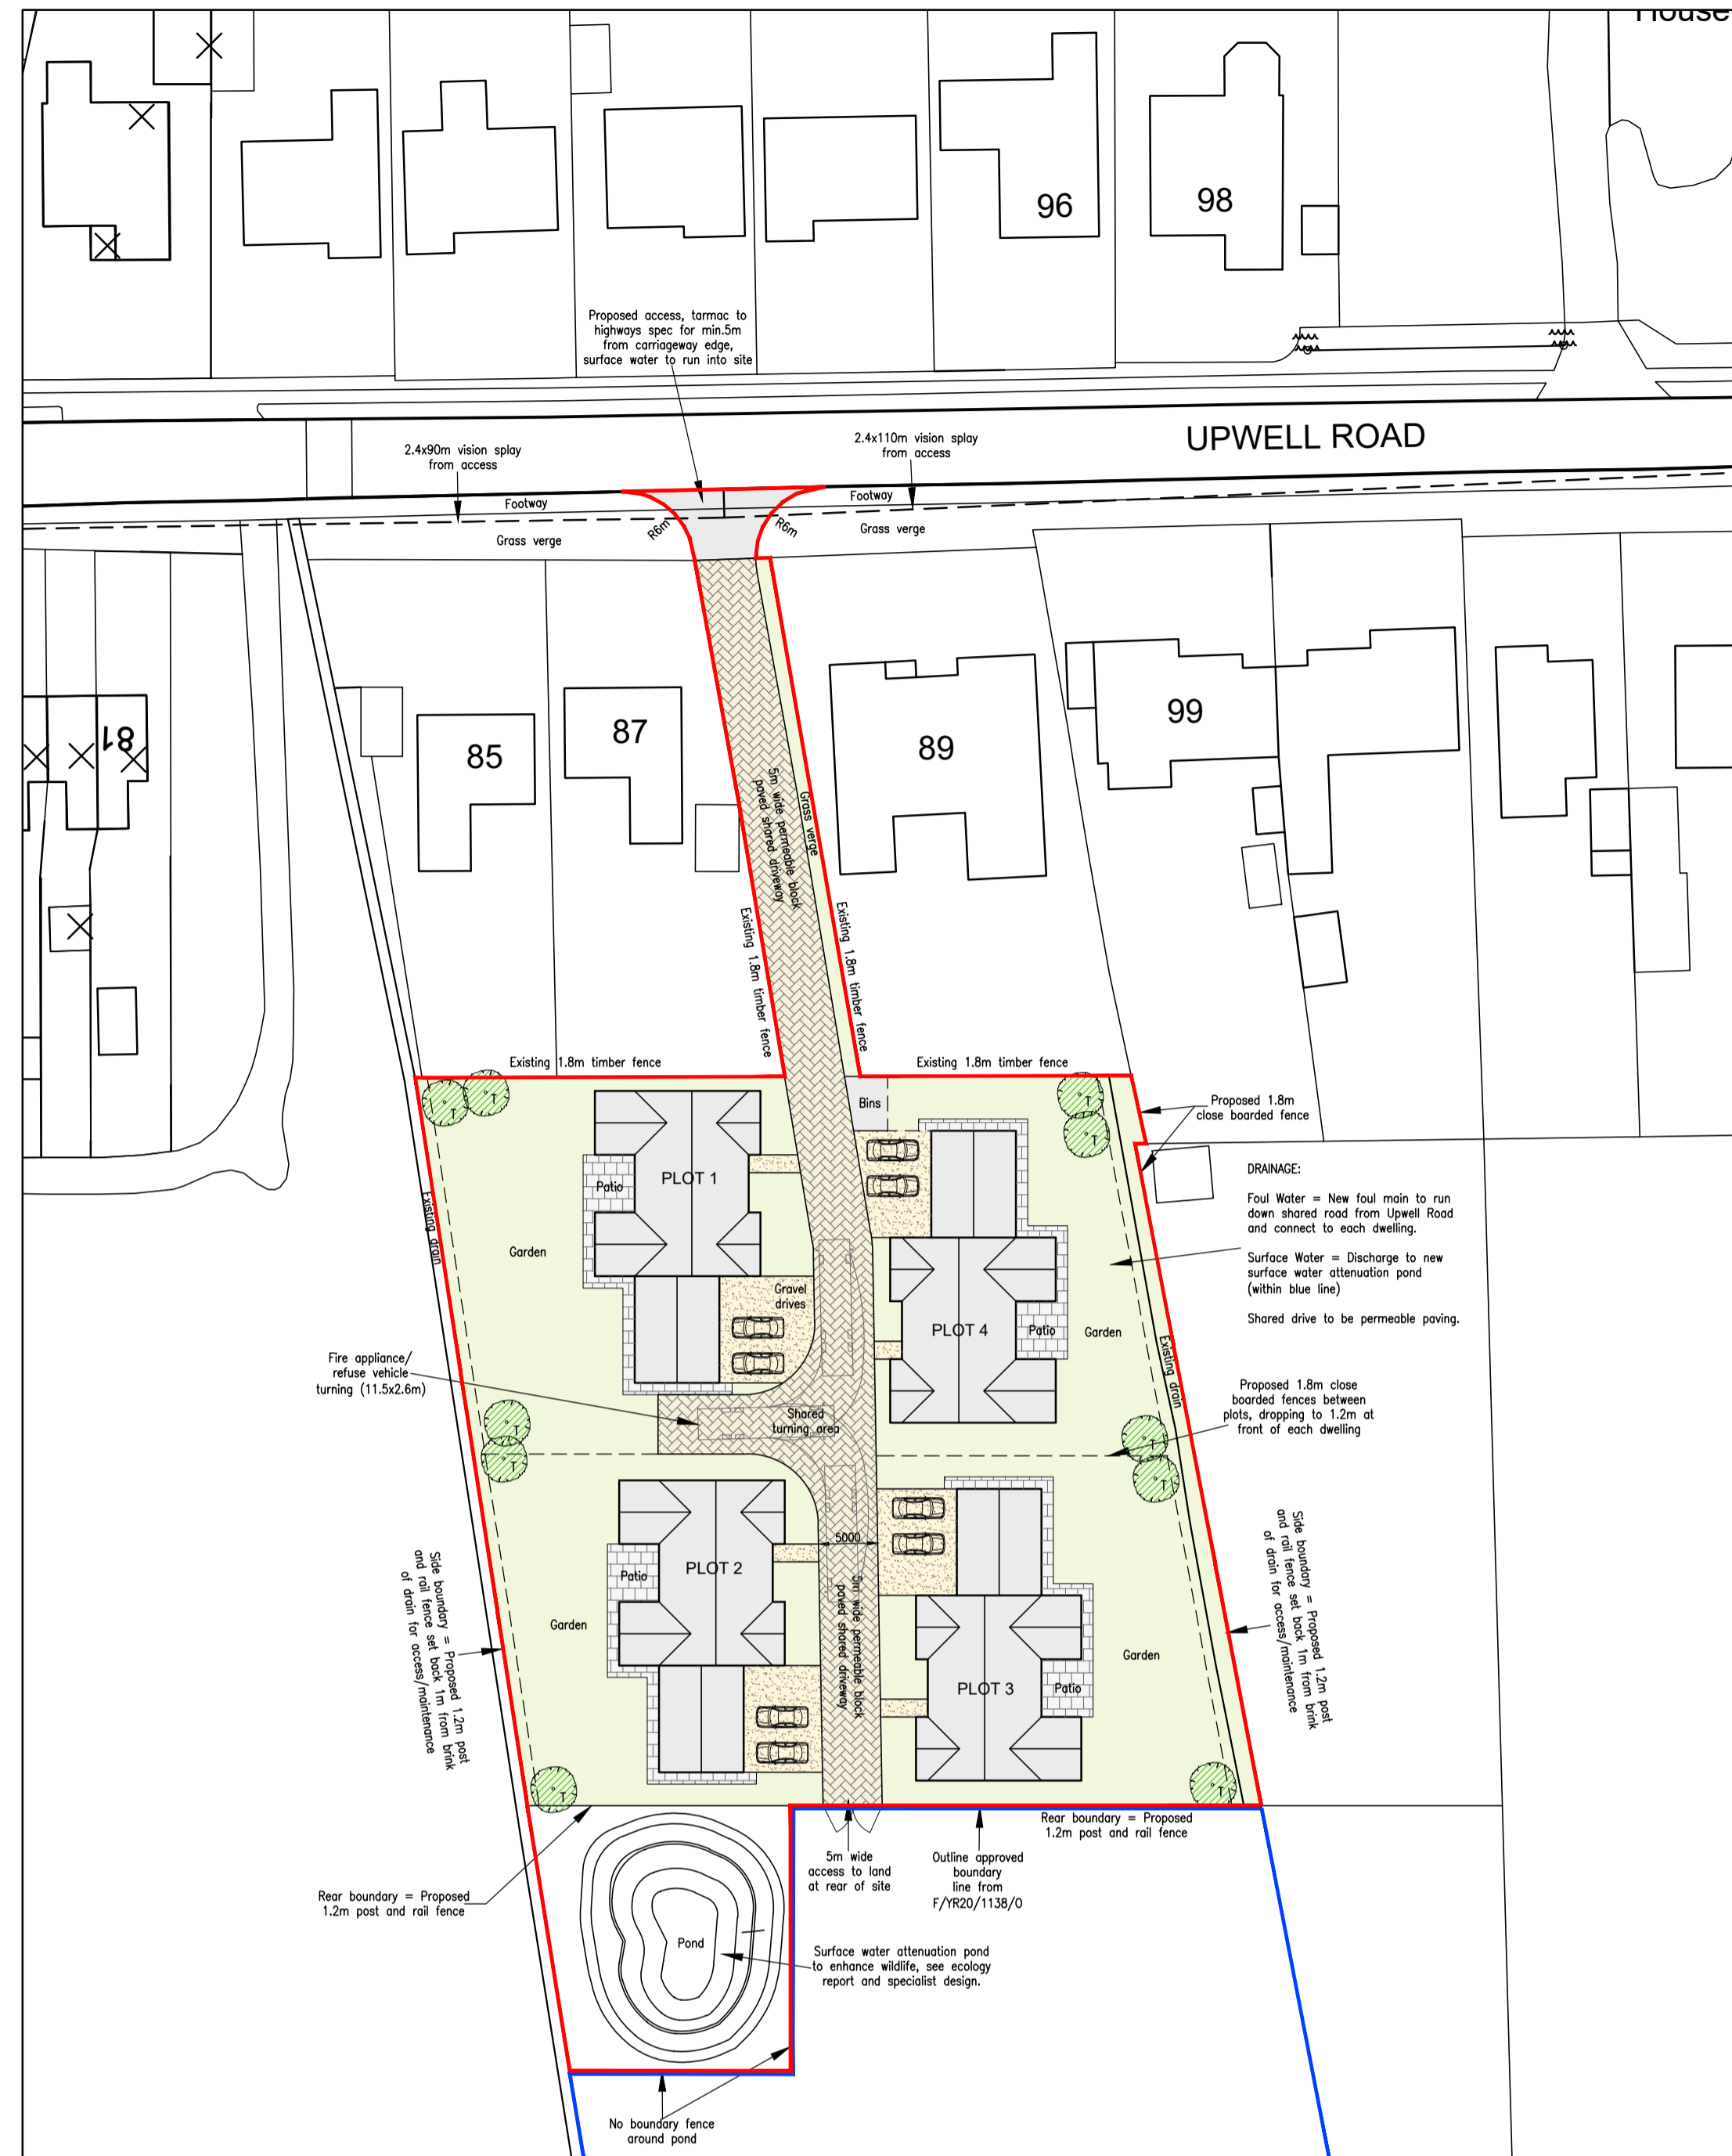 House
96
98
Proposed access, tarmac to
highways spec for min.5m
from carriageway edge,
surface water to run into site
UPWELL ROAD
2.4x90m vision splay
from access
2.4x110m vision splay
from access
Footway
Footway
R6m
R6m
Grass verge
Grass verge
81
85
87
89
99
5m wide permeable block
paved shared driveway
Grass verge
Existing 1.8m timber fence
Existing 1.8m timber fence
Existing 1.8m timber fence
Existing 1.8m timber fence
T
T
T
T
Bins
Proposed 1.8m
close boarded fence
PLOT 1
Patio
Garden
Existing drain
DRAINAGE:
Foul Water = New foul main to run
down shared road from Upwell Road
and connect to each dwelling.
Surface Water = Discharge to new
surface water attenuation pond
(within blue line)
Shared drive to be permeable paving.
Gravel
drives
PLOT 4
Patio
Garden
Existing drain
Fire appliance/
refuse vehicle
turning (11.5x2.6m)
Shared
turning area
Proposed 1.8m close
boarded fences between
plots, dropping to 1.2m at
front of each dwelling
T
T
T
T
Side boundary = Proposed 1.2m post
and rail fence set back 1m from brink
of drain for access/maintenance
PLOT 2
Patio
Garden
5000
5m wide permeable block
paved shared driveway
PLOT 3
Patio
Garden
Side boundary = Proposed 1.2m post
and rail fence set back 1m from brink
of drain for access/maintenance
T
T
Rear boundary = Proposed
1.2m post and rail fence
5m wide
access to land
at rear of site
Outline approved
boundary
line from
F/YR20/1138/O
Rear boundary = Proposed
1.2m post and rail fence
Pond
Surface water attenuation pond
to enhance wildlife, see ecology
report and specialist design.
No boundary fence
around pond